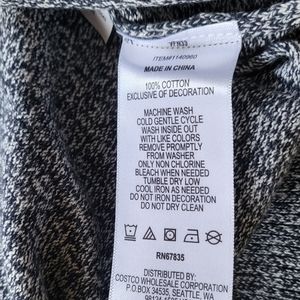 ITEM#1140960
MADE IN CHINA
100% COTTON
EXCLUSIVE OF DECORATION
MACHINE WASH
COLD GENTLE CYCLE
WASH INSIDE OUT
WITH LIKE COLORS
REMOVE PROMPTLY
FROM WASHER
ONLY NON CHLORINE
BLEACH WHEN NEEDED
TUMBLE DRY LOW
COOL IRON AS NEEDED
DO NOT IRON DECORATION
DO NOT DRY CLEAN
RN67835
DISTRIBUTED BY:
COSTCO WHOLESALE CORPORATION
P.O.BOX 34535, SEATTLE, WA